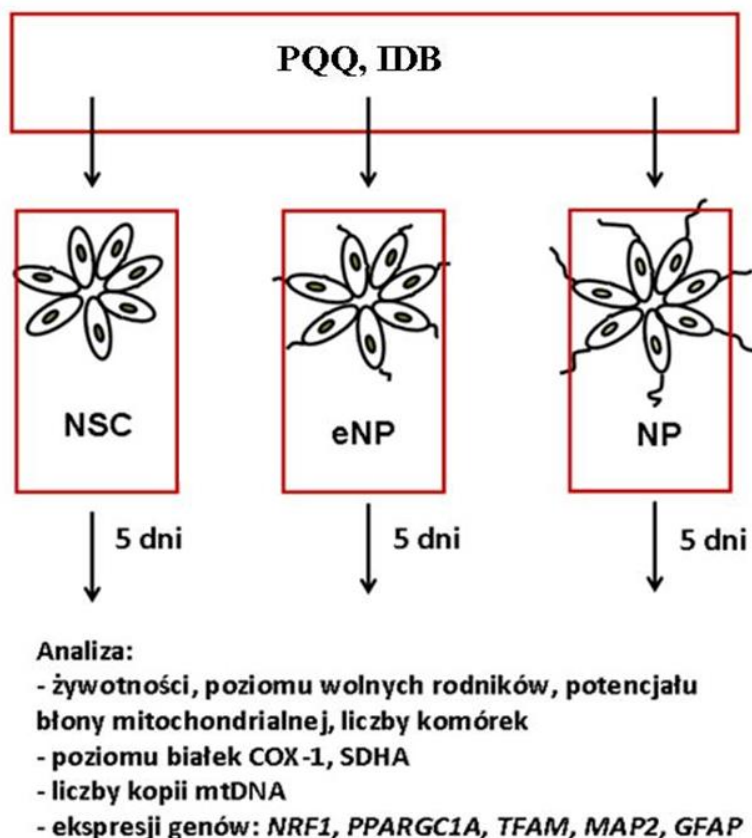 PQQ, IDB
NSC
eNP
NP
5 dni
5 dni
5 dni
Analiza:
- żywotności, poziomu wolnych rodników, potencjału
błony mitochondrialnej, liczby komórek
- poziomu białek COX-1, SDHA
- liczby kopii mtDNA
- ekspresji genów: NRF1, PPARGC1A, TFAM, MAP2, GFAP